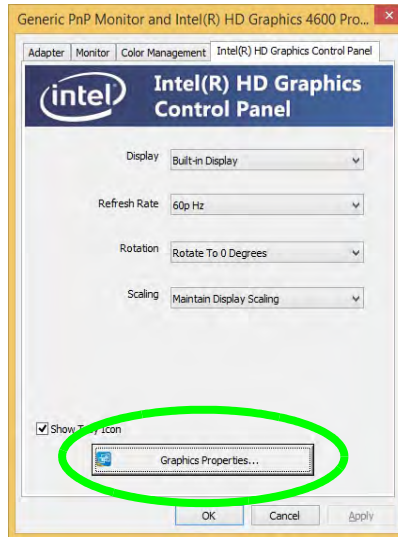 Generic PnP Monitor and Intel(R) HD Graphics 4600 Pro...
Adapter Monitor Color Management Intel(R) HD Graphics Control Panel
intel
Intel(R) HD Graphics
Control Panel
Display Built-in Display
Refresh Rate 60p Hz
Rotation Rotate To 0 Degrees
Scaling Maintain Display Scaling
Show Tray Icon
Graphics Properties...
OK Cancel Apply